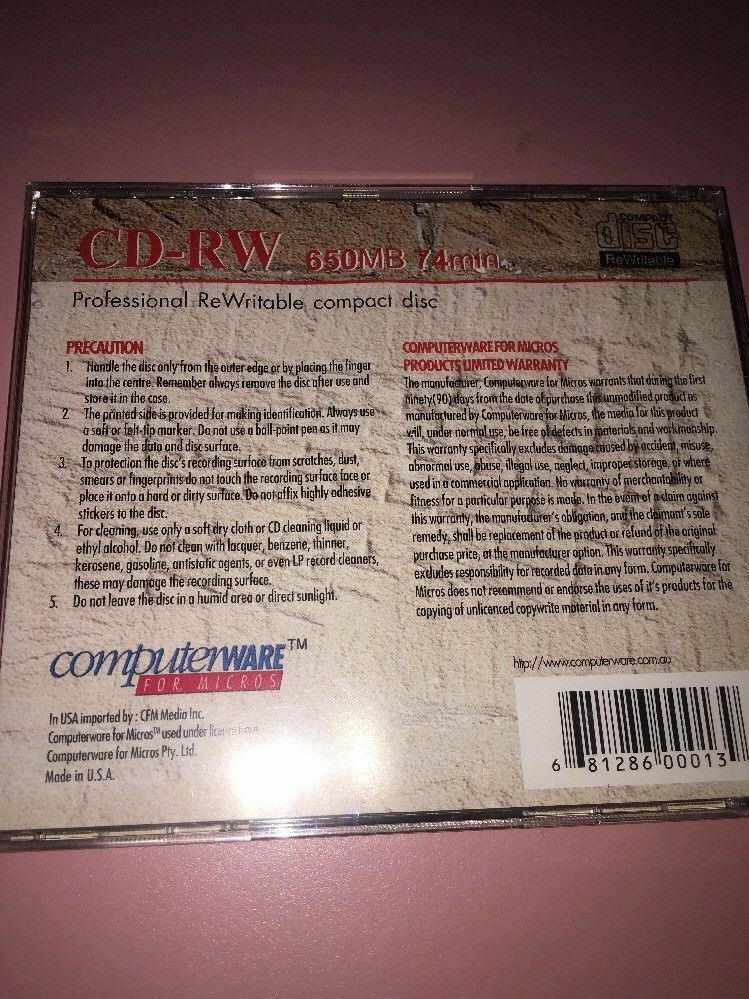 CD-RW 650MB 74min
COMPACT
disc
ReWritable
Professional ReWritable compact disc
PRECAUTION
1. Handle the disc only from the outer edge or by placing the finger
into the centre. Remember always remove the disc after use and
store it in the case.
2. The printed side is provided for making identification. Always use
a soft or felt-tip marker. Do not use a ball-point pen as it may
damage the data and disc surface.
3. To protection the disc's recording surface from scratches, dust,
smears or fingerprints do not touch the recording surface face or
place it onto a hard or dirty surface. Do not affix highly adhesive
stickers to the disc.
4. For cleaning, use only a soft dry cloth or CD cleaning liquid or
ethyl alcohol. Do not clean with lacquer, benzene, thinner,
kerosene, gasoline, antistatic agents, or even LP record cleaners,
these may damage the recording surface.
5. Do not leave the disc in a humid area or direct sunlight.
COMPUTERWARE FOR MICROS
PRODUCTS LIMITED WARRANTY
The manufacturer, Computerware for Micros warrants that during the first
ninety(90) days from the date of purchase this unmodified product as
manufactured by Computerware for Micros, the media for this product
will, under normal use, be free of defects in materials and workmanship.
This warranty specifically excludes damage caused by accident, misuse,
abnormal use, abuse, illegal use, neglect, improper storage, or where
used in a commercial application. No warranty of merchantability or
fitness for a particular purpose is made. In the event of a claim against
this warranty, the manufacturer's obligation, and the claimant's sole
remedy, shall be replacement of the product or refund of the original
purchase price, at the manufacturer option. This warranty specifically
excludes responsibility for recorded data in any form. Computerware for
Micros does not recommend or endorse the uses of it's products for the
copying of unlicenced copywrite material in any form.
computerWARE™
FOR MICROS
In USA imported by : CFM Media Inc.
Computerware for Micros™ used under licence from
Computerware for Micros Pty. Ltd.
Made in U.S.A.
http://www.computerware.com.au
6 81286 00013